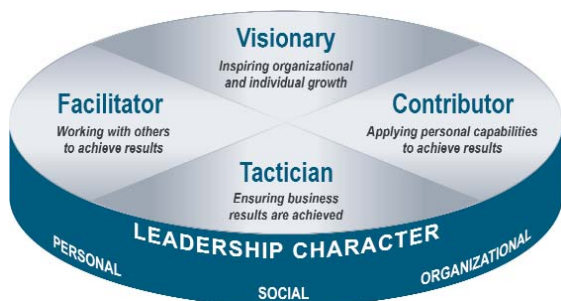 Visionary
Inspiring organizational
and individual growth
Facilitator
Working with others
to achieve results
Contributor
Applying personal capabilities
to achieve results
Tactician
Ensuring business
results are achieved
LEADERSHIP CHARACTER
PERSONAL
SOCIAL
ORGANIZATIONAL